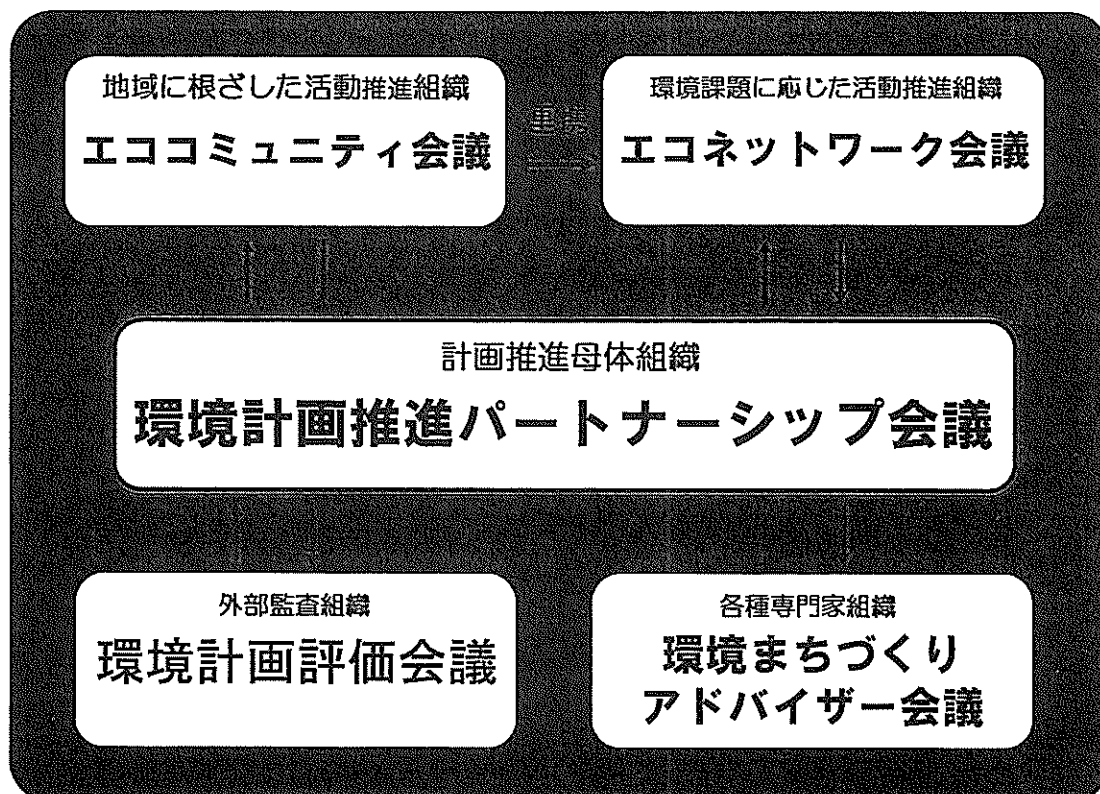 地域に根ざした活動推進組織
エココミュニティ会議
環境課題に応じた活動推進組織
エコネットワーク会議
計画推進母体組織
環境計画推進パートナーシップ会議
外部監査組織
環境計画評価会議
各種専門家組織
環境まちづくり
アドバイザー会議